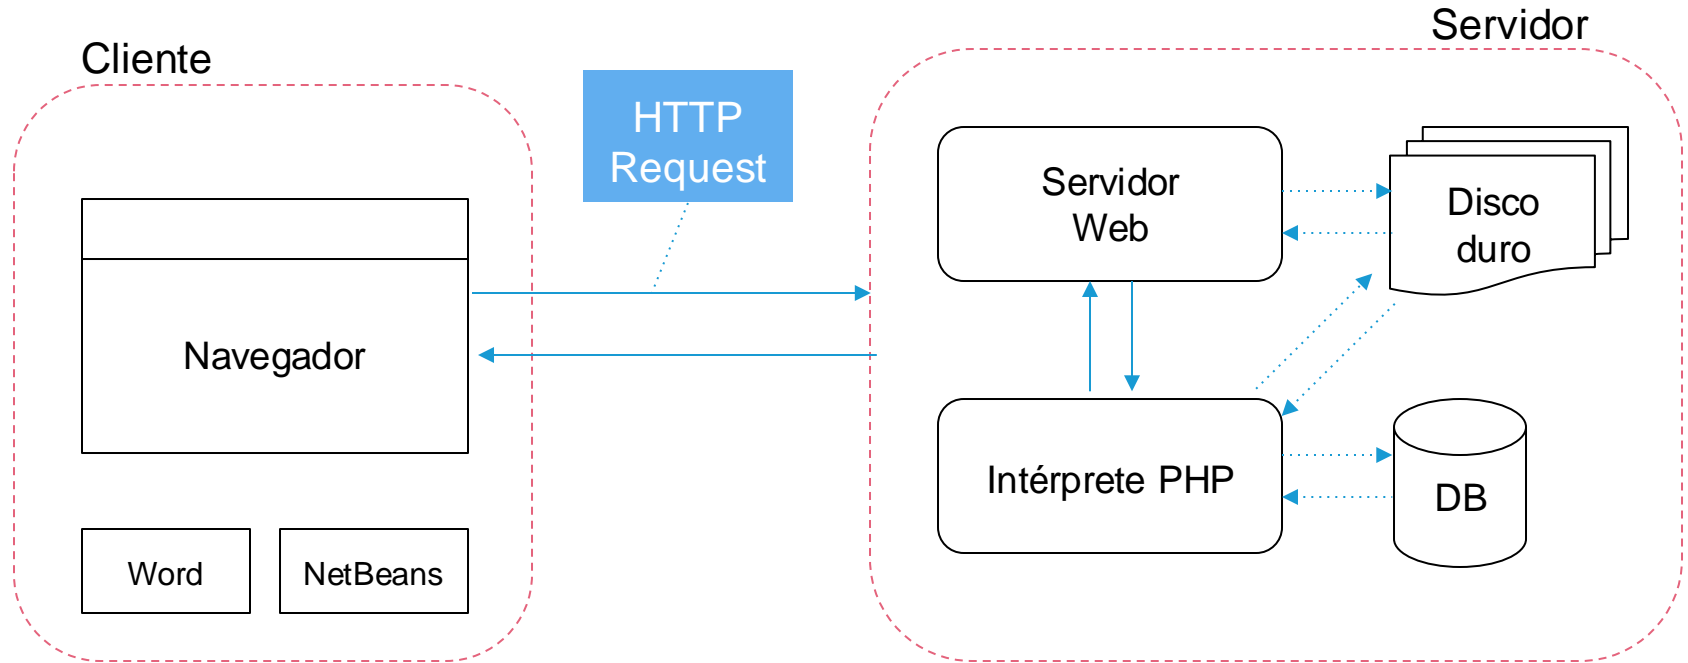 Cliente
Servidor
HTTP
Request
Servidor
Web
Disco
duro
Navegador
Intérprete PHP
DB
Word
NetBeans